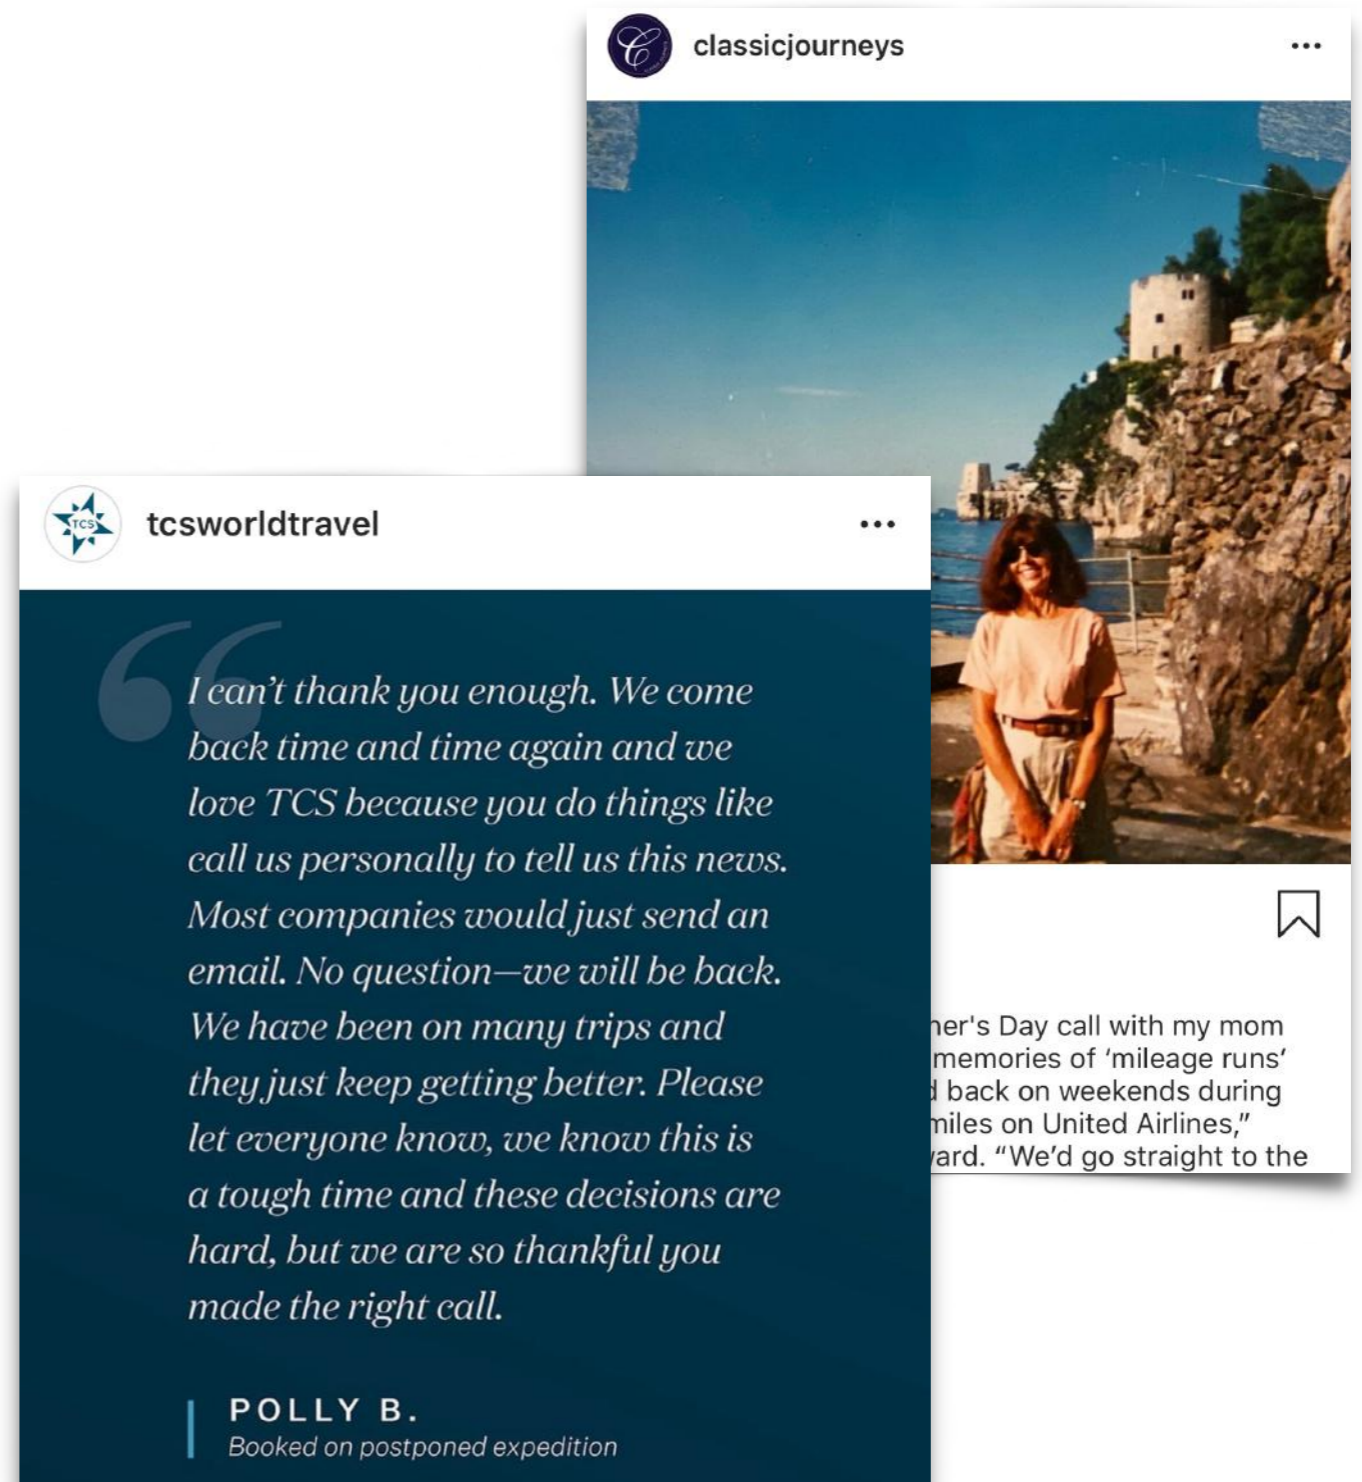 classicjourneys
tcsworldtravel
TCS
I can’t thank you enough. We come
back time and time again and we
love TCS because you do things like
call us personally to tell us this news.
Most companies would just send an
email. No question—we will be back.
We have been on many trips and
they just keep getting better. Please
let everyone know, we know this is
a tough time and these decisions are
hard, but we are so thankful you
made the right call.
POLLY B.
Booked on postponed expedition
Day call with my mom
memories of ‘mileage runs’
back on weekends during
miles on United Airlines,”
“We’d go straight to the